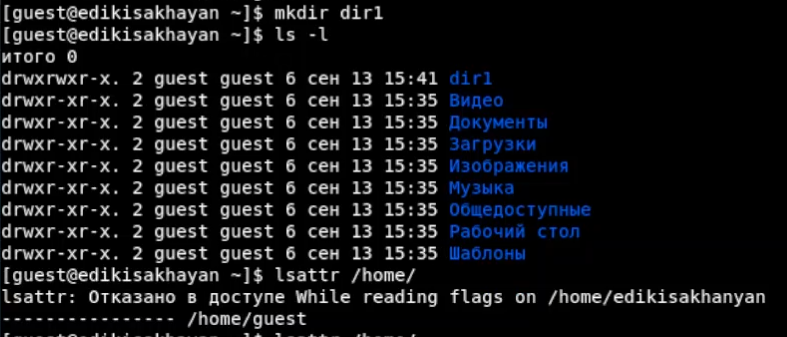 [guest@edikisakhayan ~]$ mkdir dir1
[guest@edikisakhayan ~]$ ls -l
итого 0
drwxrwxr-x. 2 guest guest 6 сен 13 15:41 dir1
drwxr-xr-x. 2 guest guest 6 сен 13 15:35 Видео
drwxr-xr-x. 2 guest guest 6 сен 13 15:35 Документы
drwxr-xr-x. 2 guest guest 6 сен 13 15:35 Загрузки
drwxr-xr-x. 2 guest guest 6 сен 13 15:35 Изображения
drwxr-xr-x. 2 guest guest 6 сен 13 15:35 Музыка
drwxr-xr-x. 2 guest guest 6 сен 13 15:35 Общедоступные
drwxr-xr-x. 2 guest guest 6 сен 13 15:35 Рабочий стол
drwxr-xr-x. 2 guest guest 6 сен 13 15:35 Шаблоны
[guest@edikisakhayan ~]$ lsattr /home/
lsattr: Отказано в доступе While reading flags on /home/edikisakhanyan
---------------- /home/guest
[guest@edikisakhayan ~]$ lsattr /home/